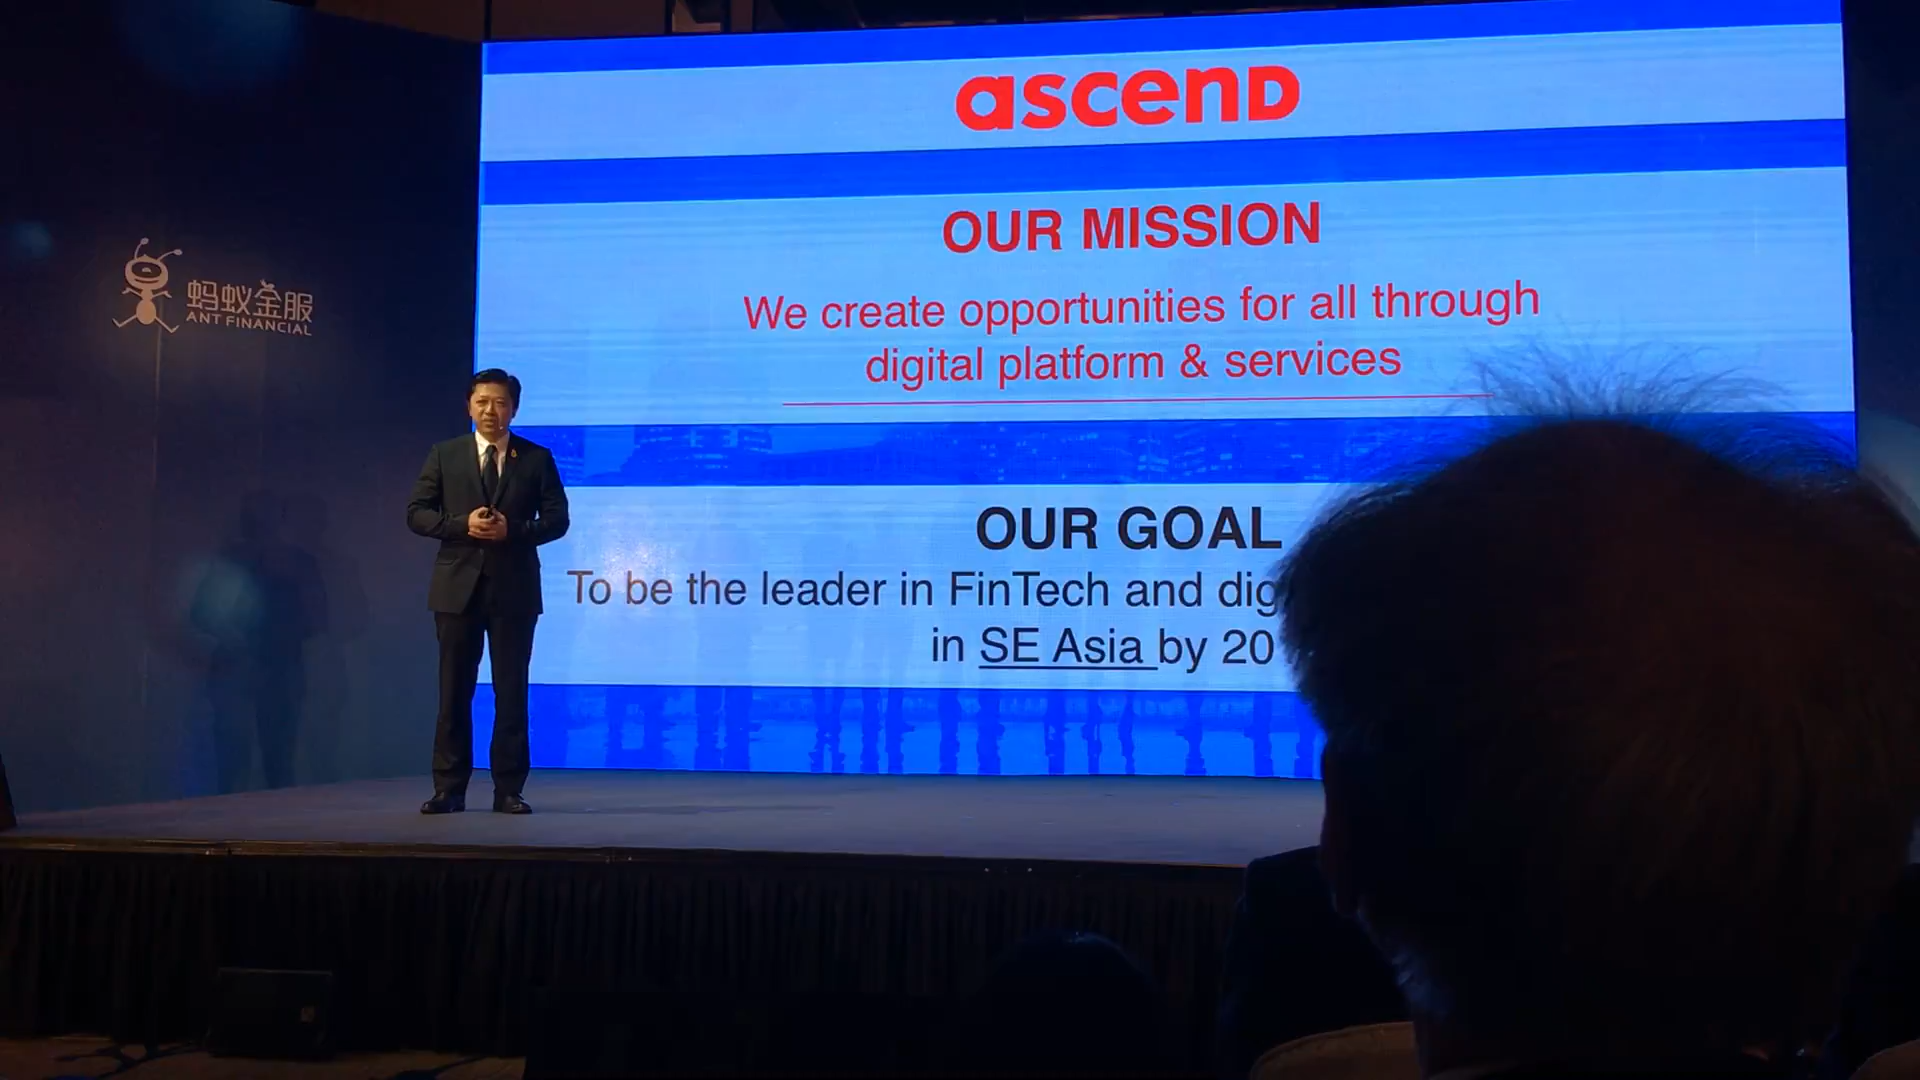 ascend
OUR MISSION
We create opportunities for all through
digital platform & services
蚂蚁金服
ANT FINANCIAL
OUR GOAL
To be the leader in FinTech and dig
in SE Asia by 20